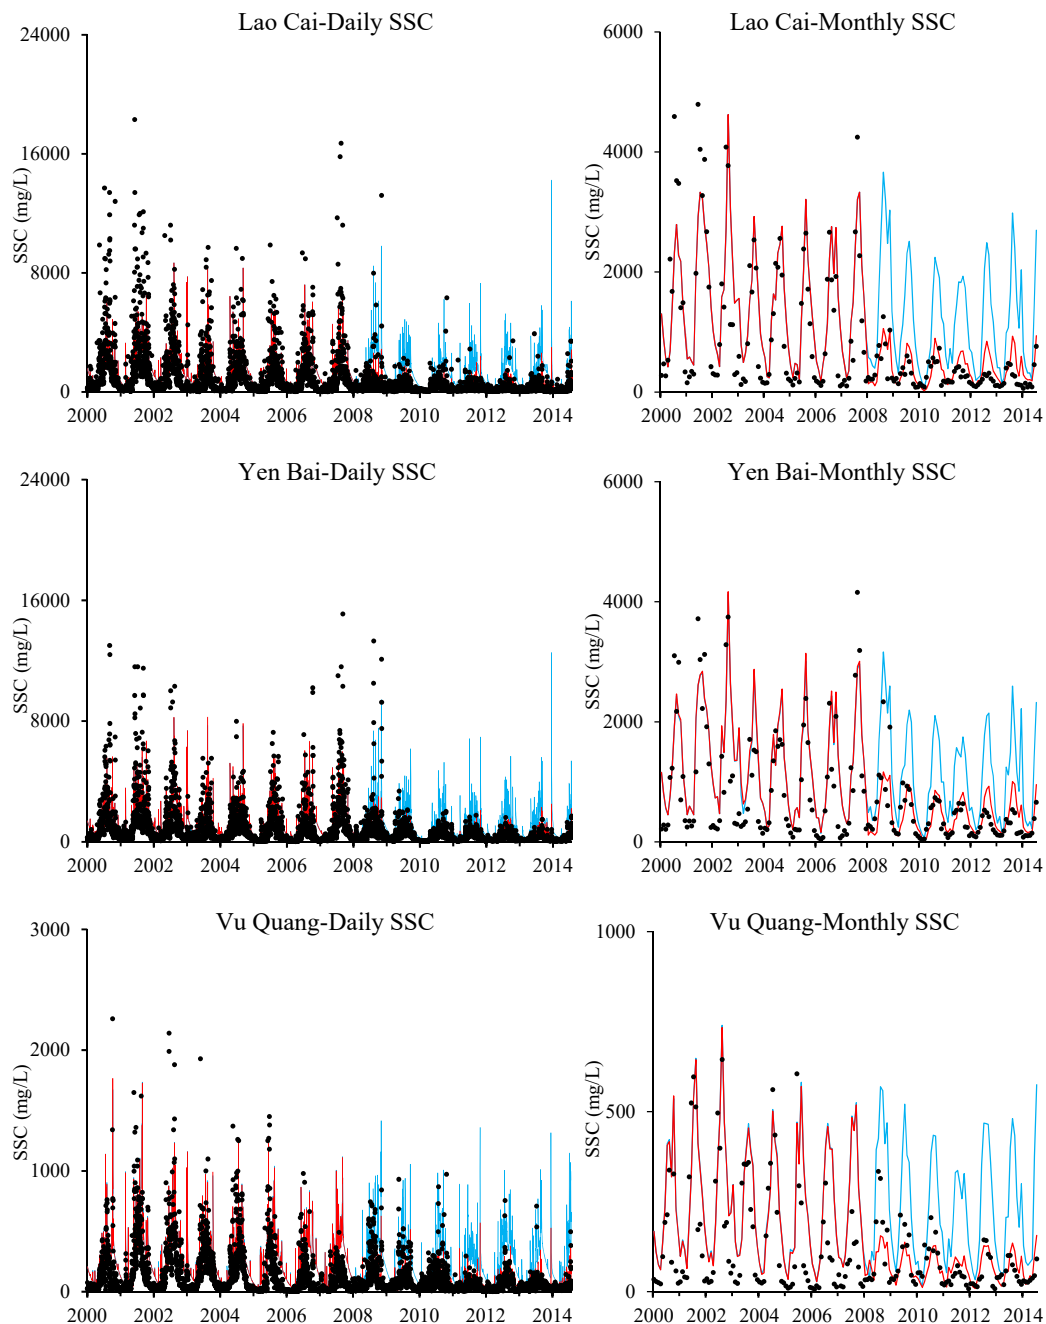 Lao Cai-Daily SSC
24000
16000
8000
0
SSC (mg/L)
2000 2002 2004 2006 2008 2010 2012 2014
Lao Cai-Monthly SSC
6000
4000
2000
0
SSC (mg/L)
2000 2002 2004 2006 2008 2010 2012 2014
Yen Bai-Daily SSC
24000
16000
8000
0
SSC (mg/L)
2000 2002 2004 2006 2008 2010 2012 2014
Yen Bai-Monthly SSC
6000
4000
2000
0
SSC (mg/L)
2000 2002 2004 2006 2008 2010 2012 2014
Vu Quang-Daily SSC
3000
2000
1000
0
SSC (mg/L)
2000 2002 2004 2006 2008 2010 2012 2014
Vu Quang-Monthly SSC
1000
500
0
SSC (mg/L)
2000 2002 2004 2006 2008 2010 2012 2014